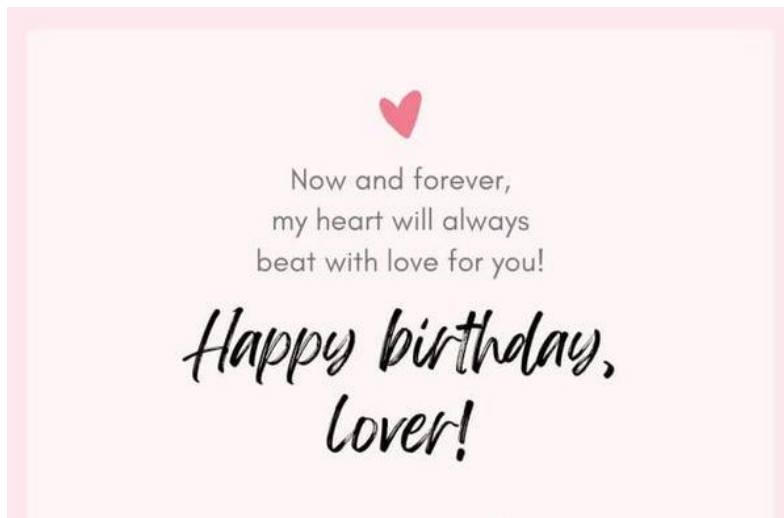 Now and forever,
my heart will always
beat with love for you!
Happy birthday,
lover!